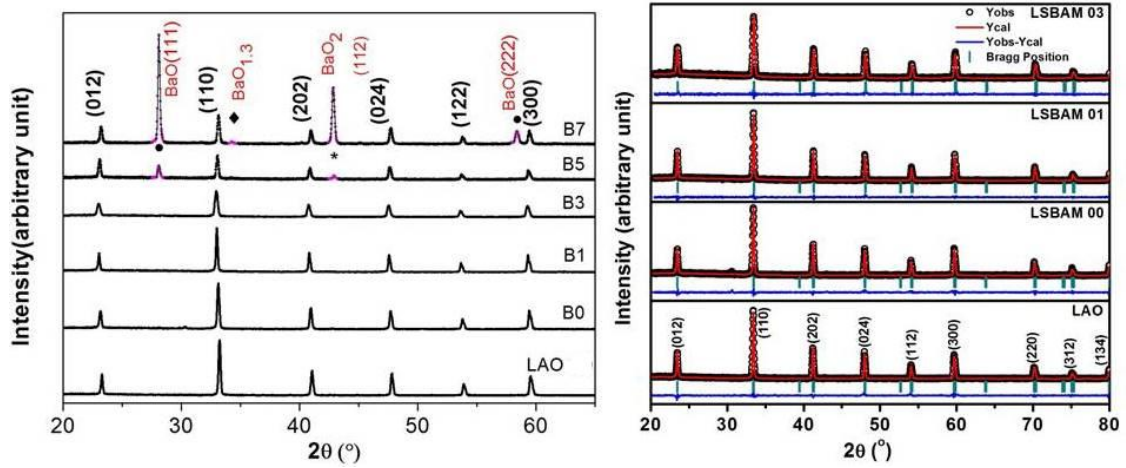 Intensity(arbitrary unit)
(012)
BaO(111)
(110)
BaO1.3
(202)
BaO2
(112)
(024)
(122)
BaO(222)
(300)
B7
B5
*
B3
B1
B0
LAO
20 30 40 50 60
2θ (°)
Intensity (arbitrary unit)
LSBAM 03
Yobs
Ycal
Yobs-Ycal
Bragg Position
LSBAM 01
LSBAM 00
LAO
(012)
(110)
(202)
(024)
(112)
(300)
(220)
(312)
(134)
20 30 40 50 60 70 80
2θ (°)